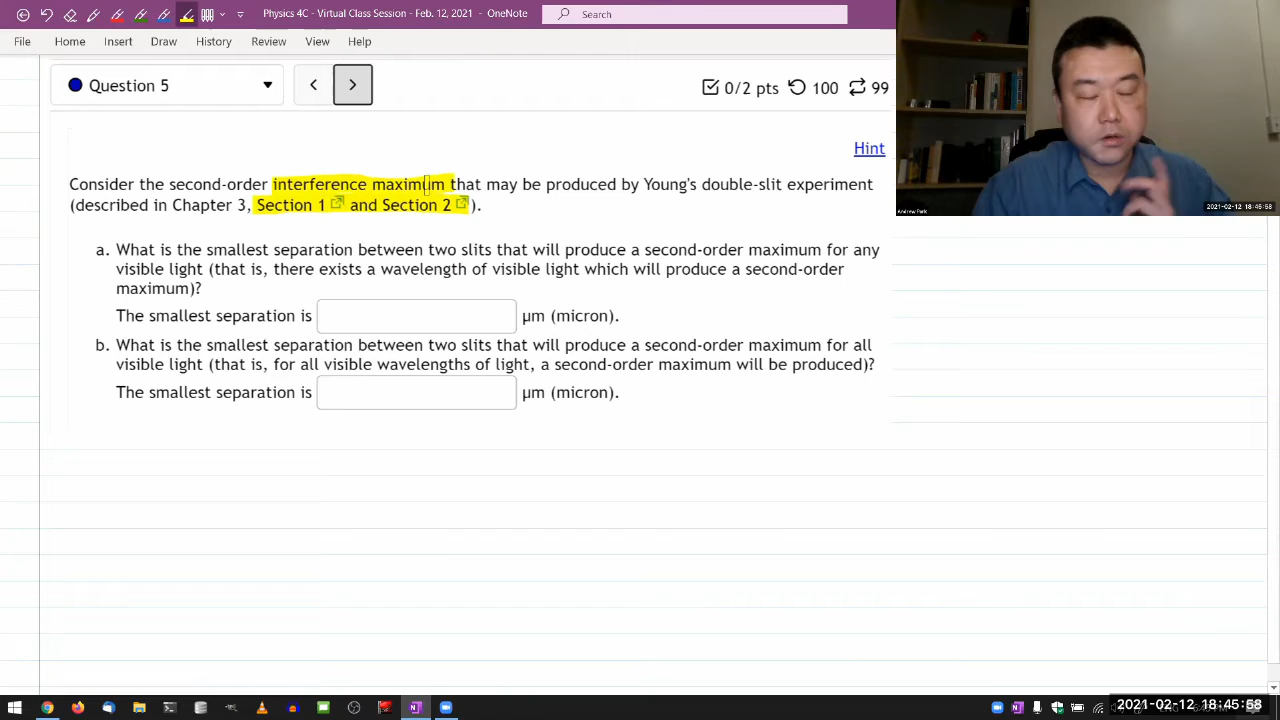 Physics 4C - February 12, 2021 - OneNote
Search
File Home Insert Draw History Review View Help
Question 5
0/2 pts 100 99
Hint
Consider the second-order interference maximum that may be produced by Young's double-slit experiment
(described in Chapter 3, Section 1 and Section 2 ).
a. What is the smallest separation between two slits that will produce a second-order maximum for any
visible light (that is, there exists a wavelength of visible light which will produce a second-order
maximum)?
The smallest separation is μm (micron).
b. What is the smallest separation between two slits that will produce a second-order maximum for all
visible light (that is, for all visible wavelengths of light, a second-order maximum will be produced)?
The smallest separation is μm (micron).
Andrew Park
2021-02-12 18:45:58
2021-02-12 18:45:58